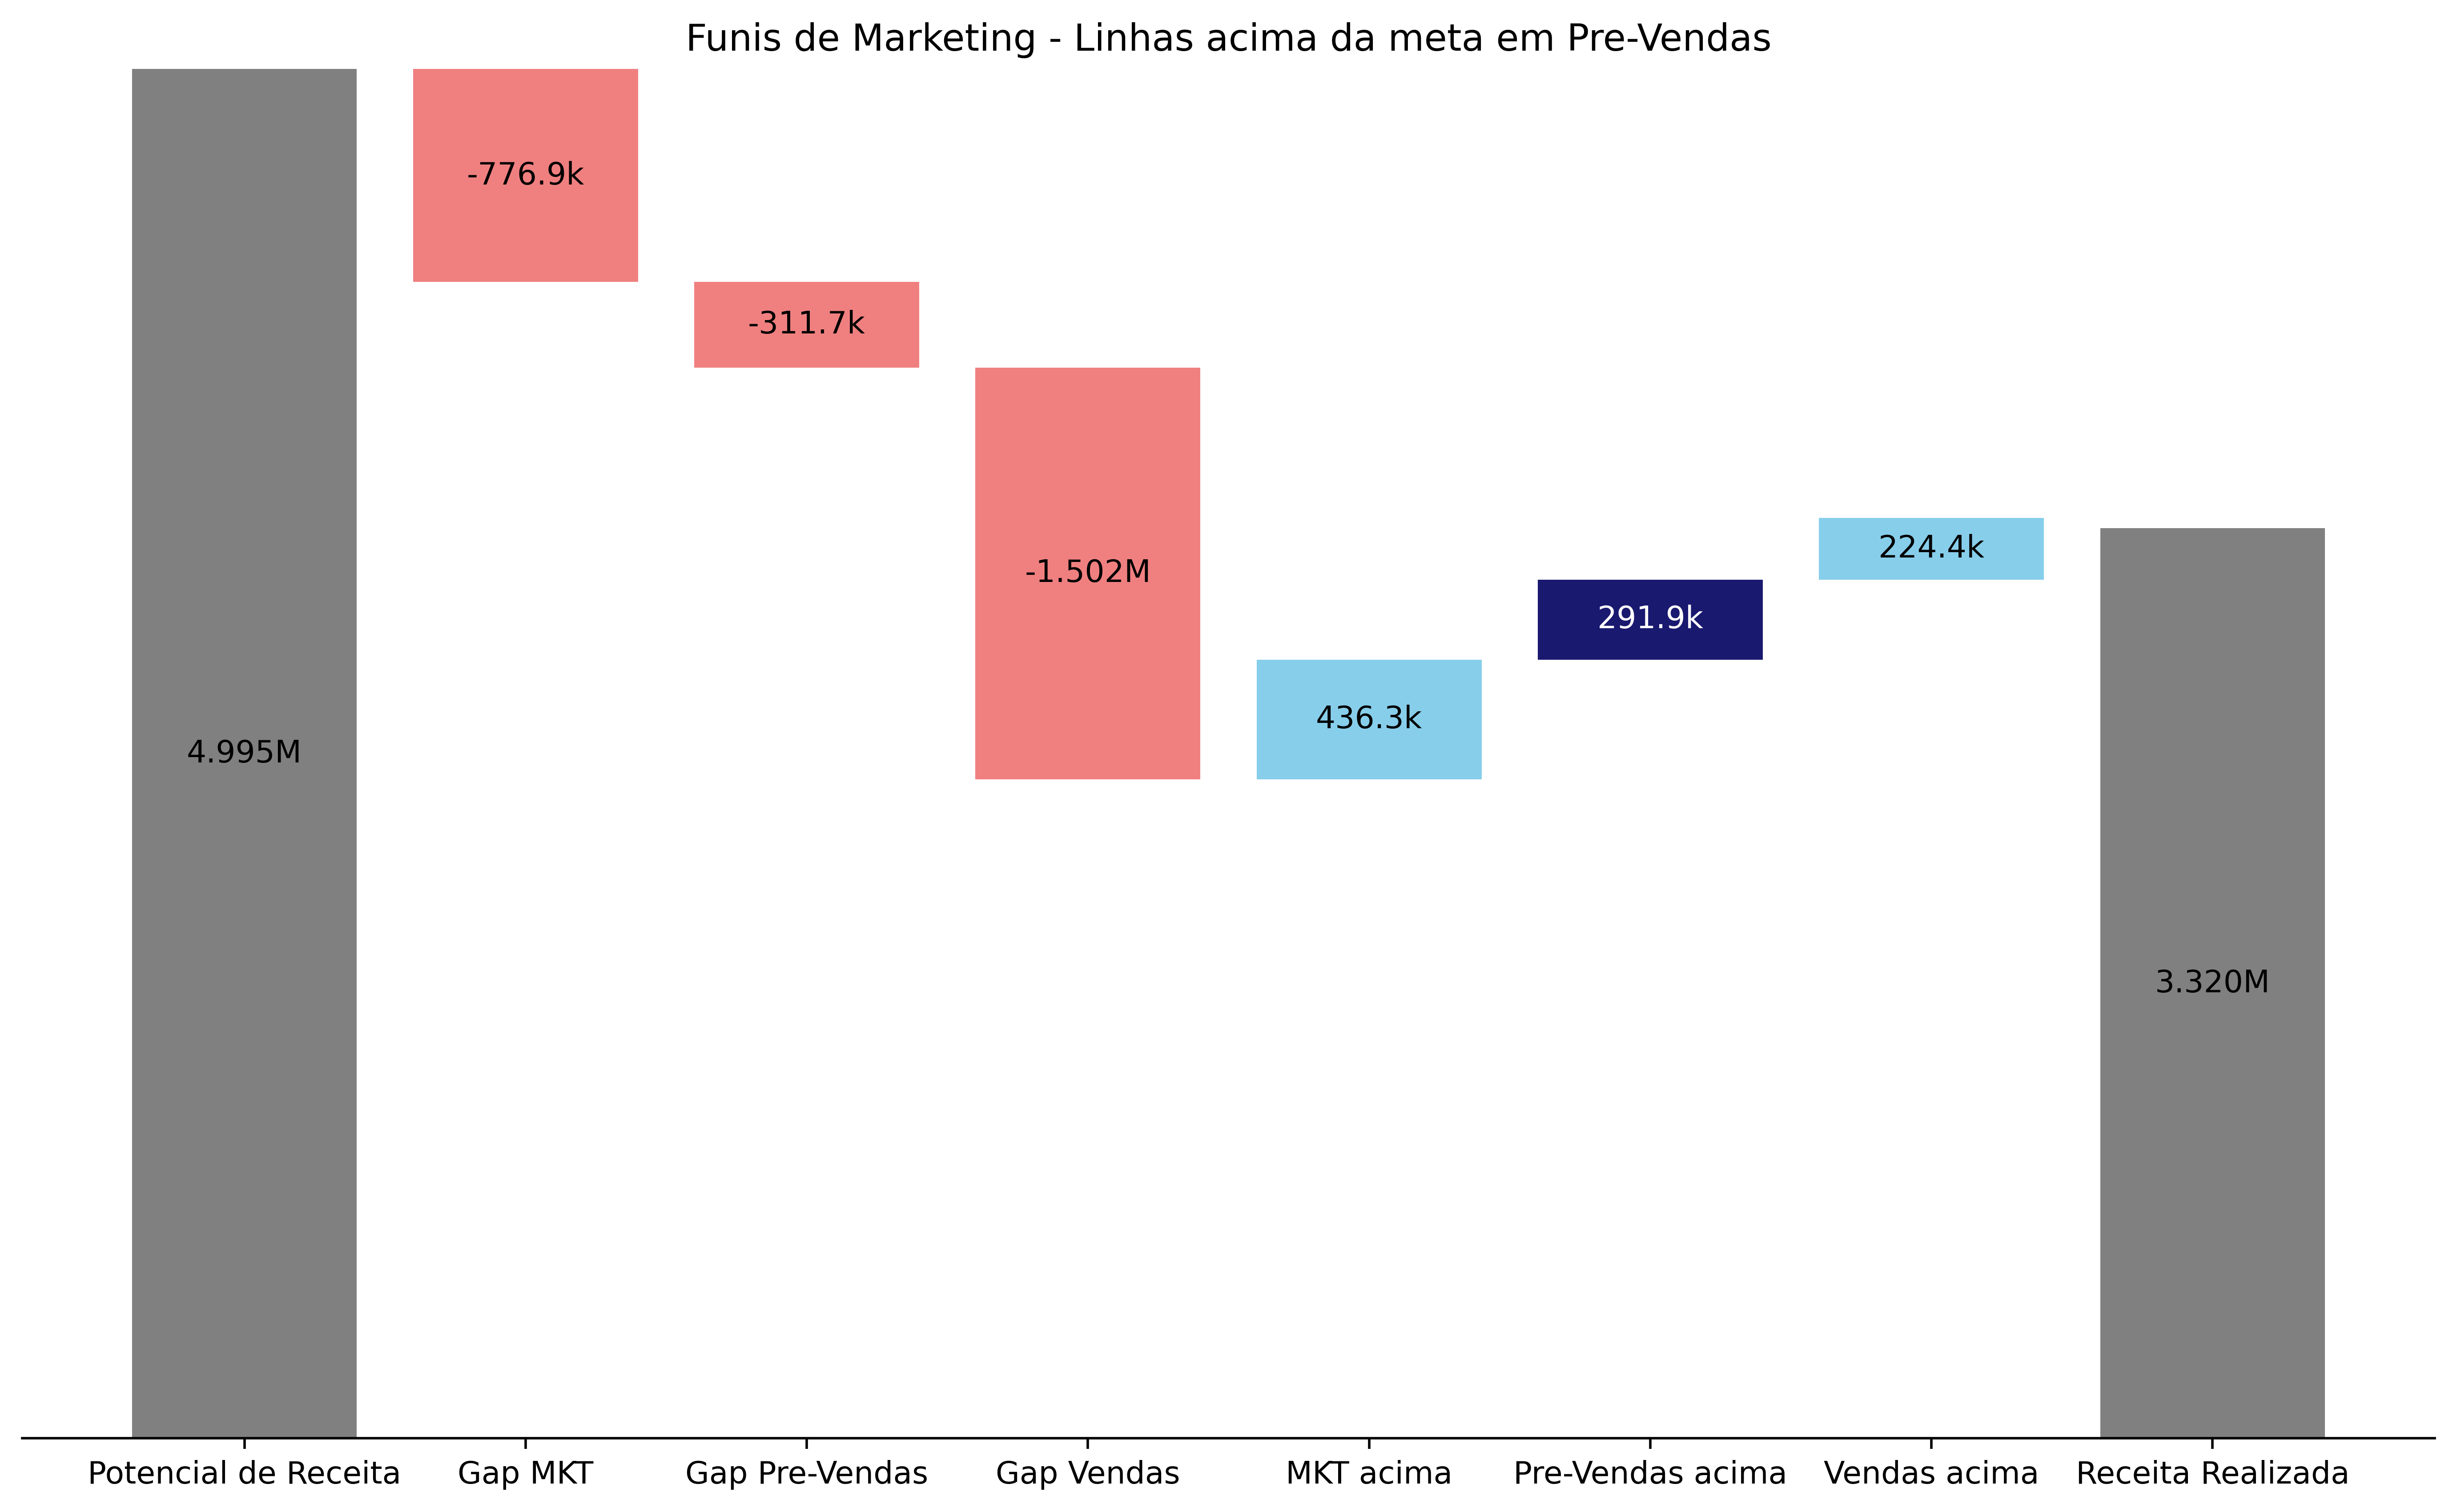 Funis de Marketing - Linhas acima da meta em Pre-Vendas
-776.9k
-311.7k
224.4k
-1.502M
291.9k
436.3k
4.995M
3.320M
Potencial de Receita
Gap MKT
Gap Pre-Vendas
Gap Vendas
MKT acima
Pre-Vendas acima
Vendas acima
Receita Realizada